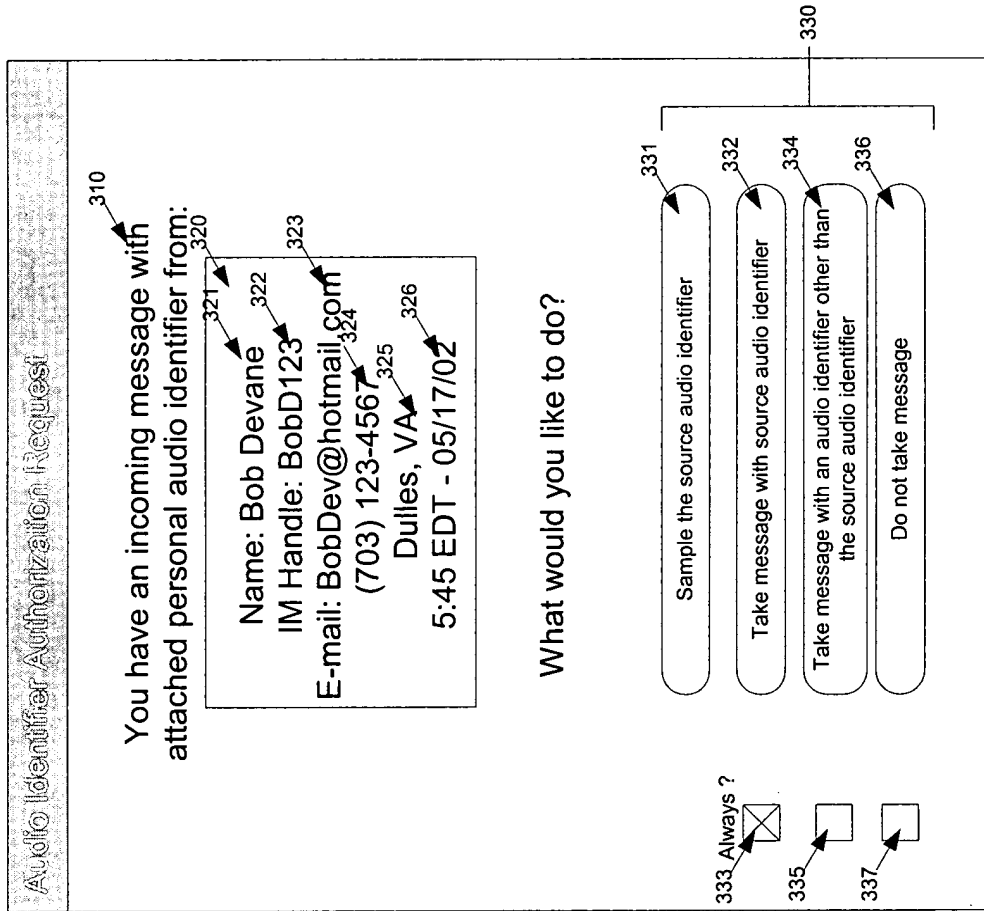 Audio Identifier Authorization Request
310
You have an incoming message with
attached personal audio identifier from:
320
321
Name: Bob Devane
322
IM Handle: BobD123
323
E-mail: BobDev@hotmail.com
324
(703) 123-4567
325
Dulles, VA
326
5:45 EDT - 05/17/02
What would you like to do?
330
331
Sample the source audio identifier
Always ?
333
332
Take message with source audio identifier
335
334
Take message with an audio identifier other than
the source audio identifier
337
336
Do not take message